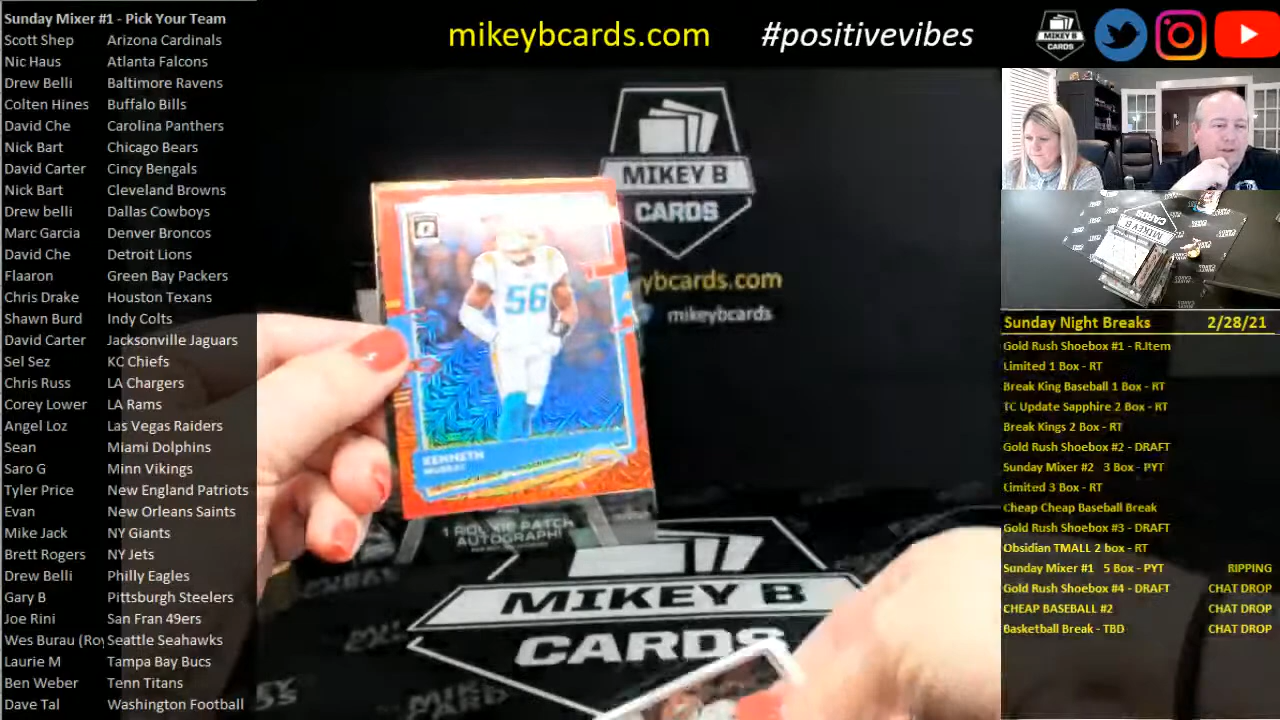 Sunday Mixer #1 - Pick Your Team
Scott Shep Arizona Cardinals
Nic Haus Atlanta Falcons
Drew Belli Baltimore Ravens
Colten Hines Buffalo Bills
David Che Carolina Panthers
Nick Bart Chicago Bears
David Carter Cincy Bengals
Nick Bart Cleveland Browns
Drew belli Dallas Cowboys
Marc Garcia Denver Broncos
David Che Detroit Lions
Flaaron Green Bay Packers
Chris Drake Houston Texans
Shawn Burd Indy Colts
David Carter Jacksonville Jaguars
Sel Sez KC Chiefs
Chris Russ LA Chargers
Corey Lower LA Rams
Angel Loz Las Vegas Raiders
Sean Miami Dolphins
Saro G Minn Vikings
Tyler Price New England Patriots
Evan New Orleans Saints
Mike Jack NY Giants
Brett Rogers NY Jets
Drew Belli Philly Eagles
Gary B Pittsburgh Steelers
Joe Rini San Fran 49ers
Wes Burau (Roy Seattle Seahawks
Laurie M Tampa Bay Bucs
Ben Weber Tenn Titans
Dave Tal Washington Football
mikeybcards.com #positivevibes
MIKEY B
CARDS
MIKEY B
CARDS
ybcards.com
mikeybcards
56
KENNETH
MURRAY
1 ROOKIE PATCH
AUTOGRAPH!
MIKEY B
CARDS
CARDS
Sunday Night Breaks 2/28/21
Gold Rush Shoebox #1 - R.Item
Limited 1 Box - RT
Break King Baseball 1 Box - RT
TC Update Sapphire 2 Box - RT
Break Kings 2 Box - RT
Gold Rush Shoebox #2 - DRAFT
Sunday Mixer #2 3 Box - PYT
Limited 3 Box - RT
Cheap Cheap Baseball Break
Gold Rush Shoebox #3 - DRAFT
Obsidian TMALL 2 box - RT
Sunday Mixer #1 5 Box - PYT RIPPING
Gold Rush Shoebox #4 - DRAFT CHAT DROP
CHEAP BASEBALL #2 CHAT DROP
Basketball Break - TBD CHAT DROP